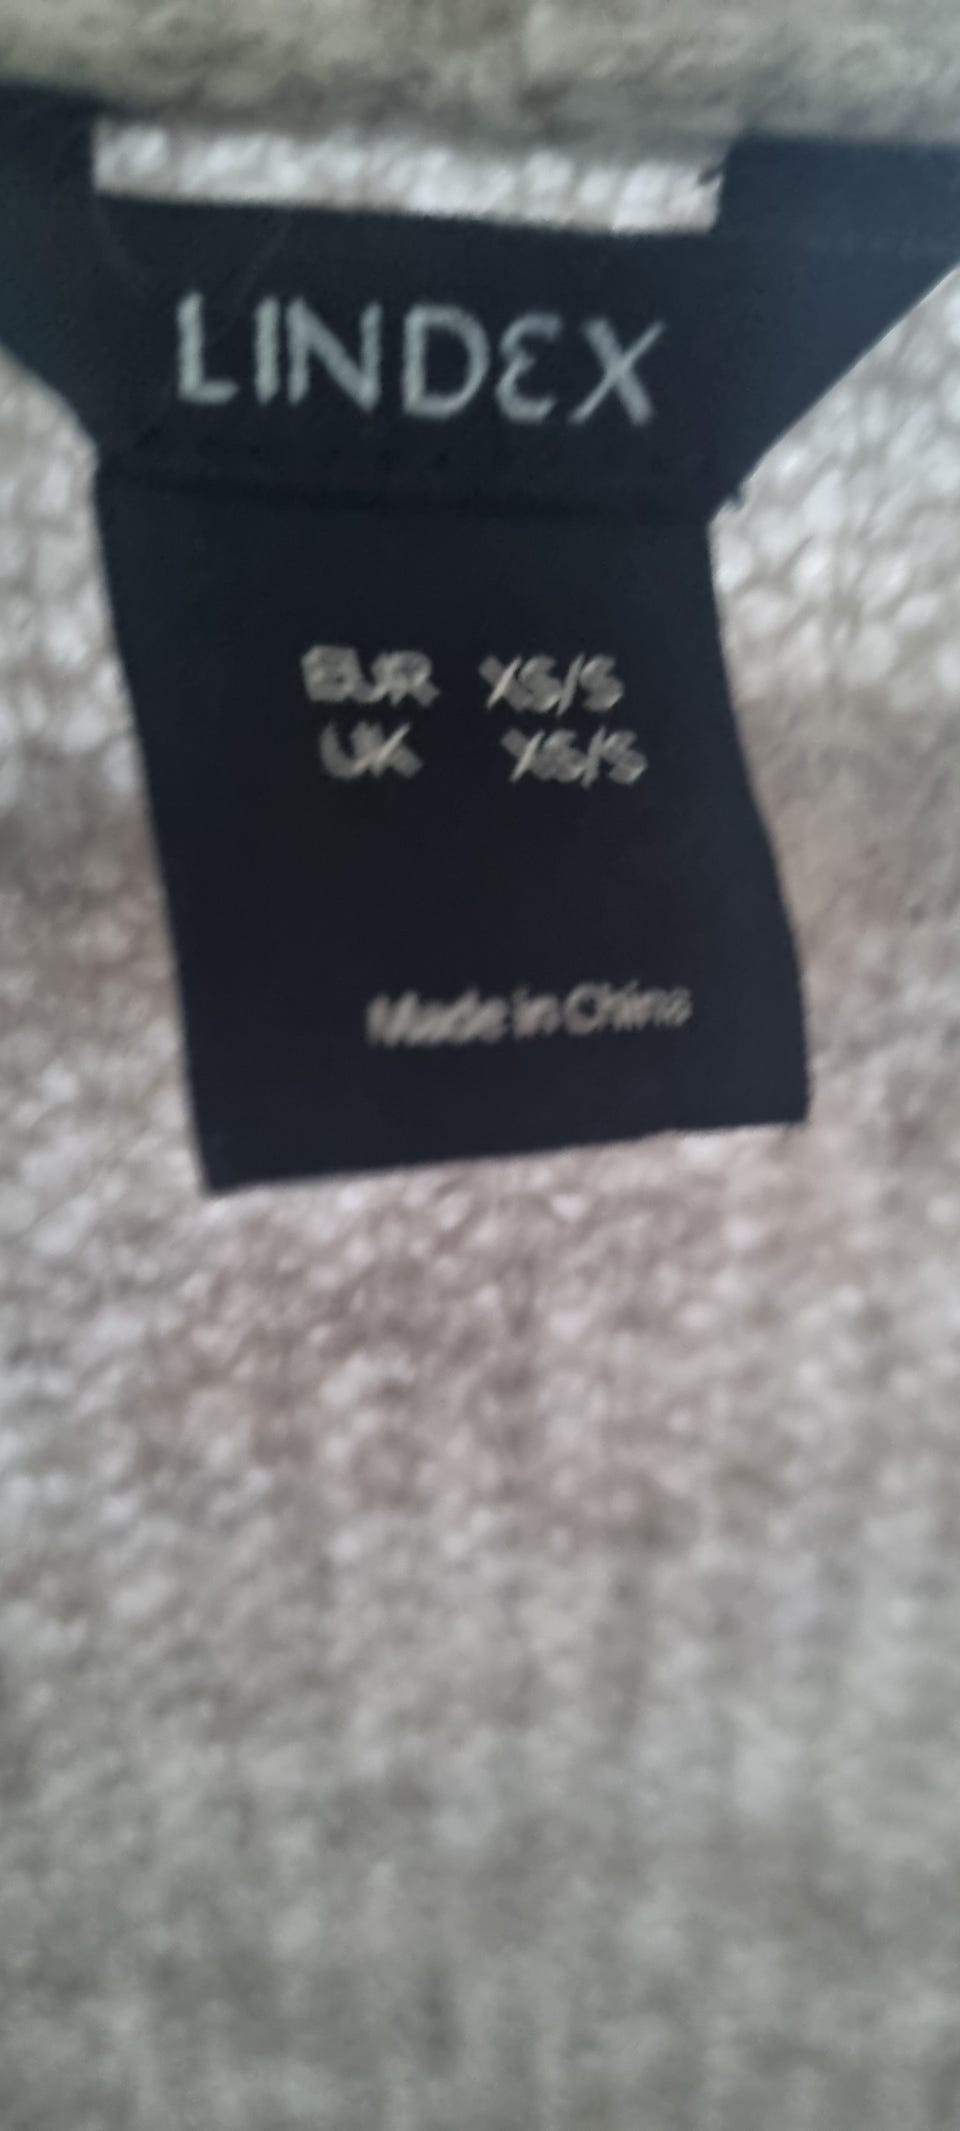 LINDEX
EUR XS/S
UK XS/S
Made in China